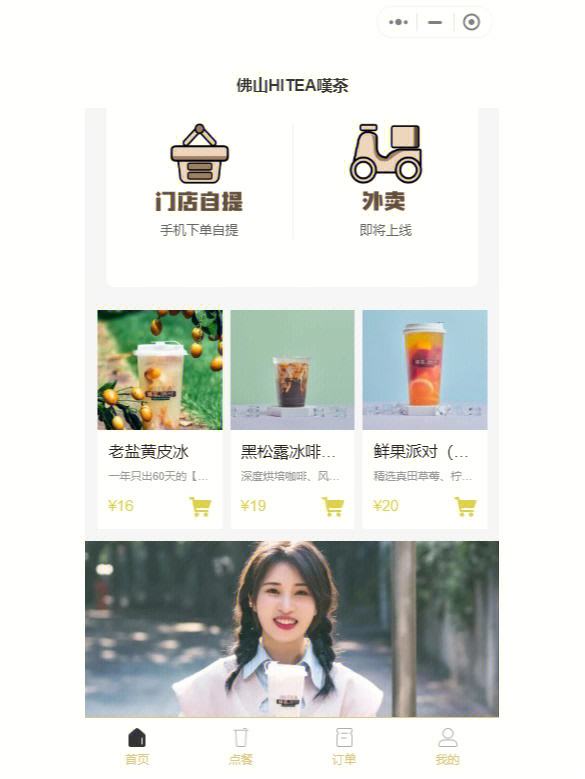 佛山HITEA嘆茶
门店自提
手机下单自提
外卖
即将上线
老盐黄皮冰
一年只出60天的【...
¥16
黑松露冰啡...
深度烘培咖啡、风...
¥19
鲜果派对（...
精选真田草莓、柠...
¥20
首页
点餐
订单
我的